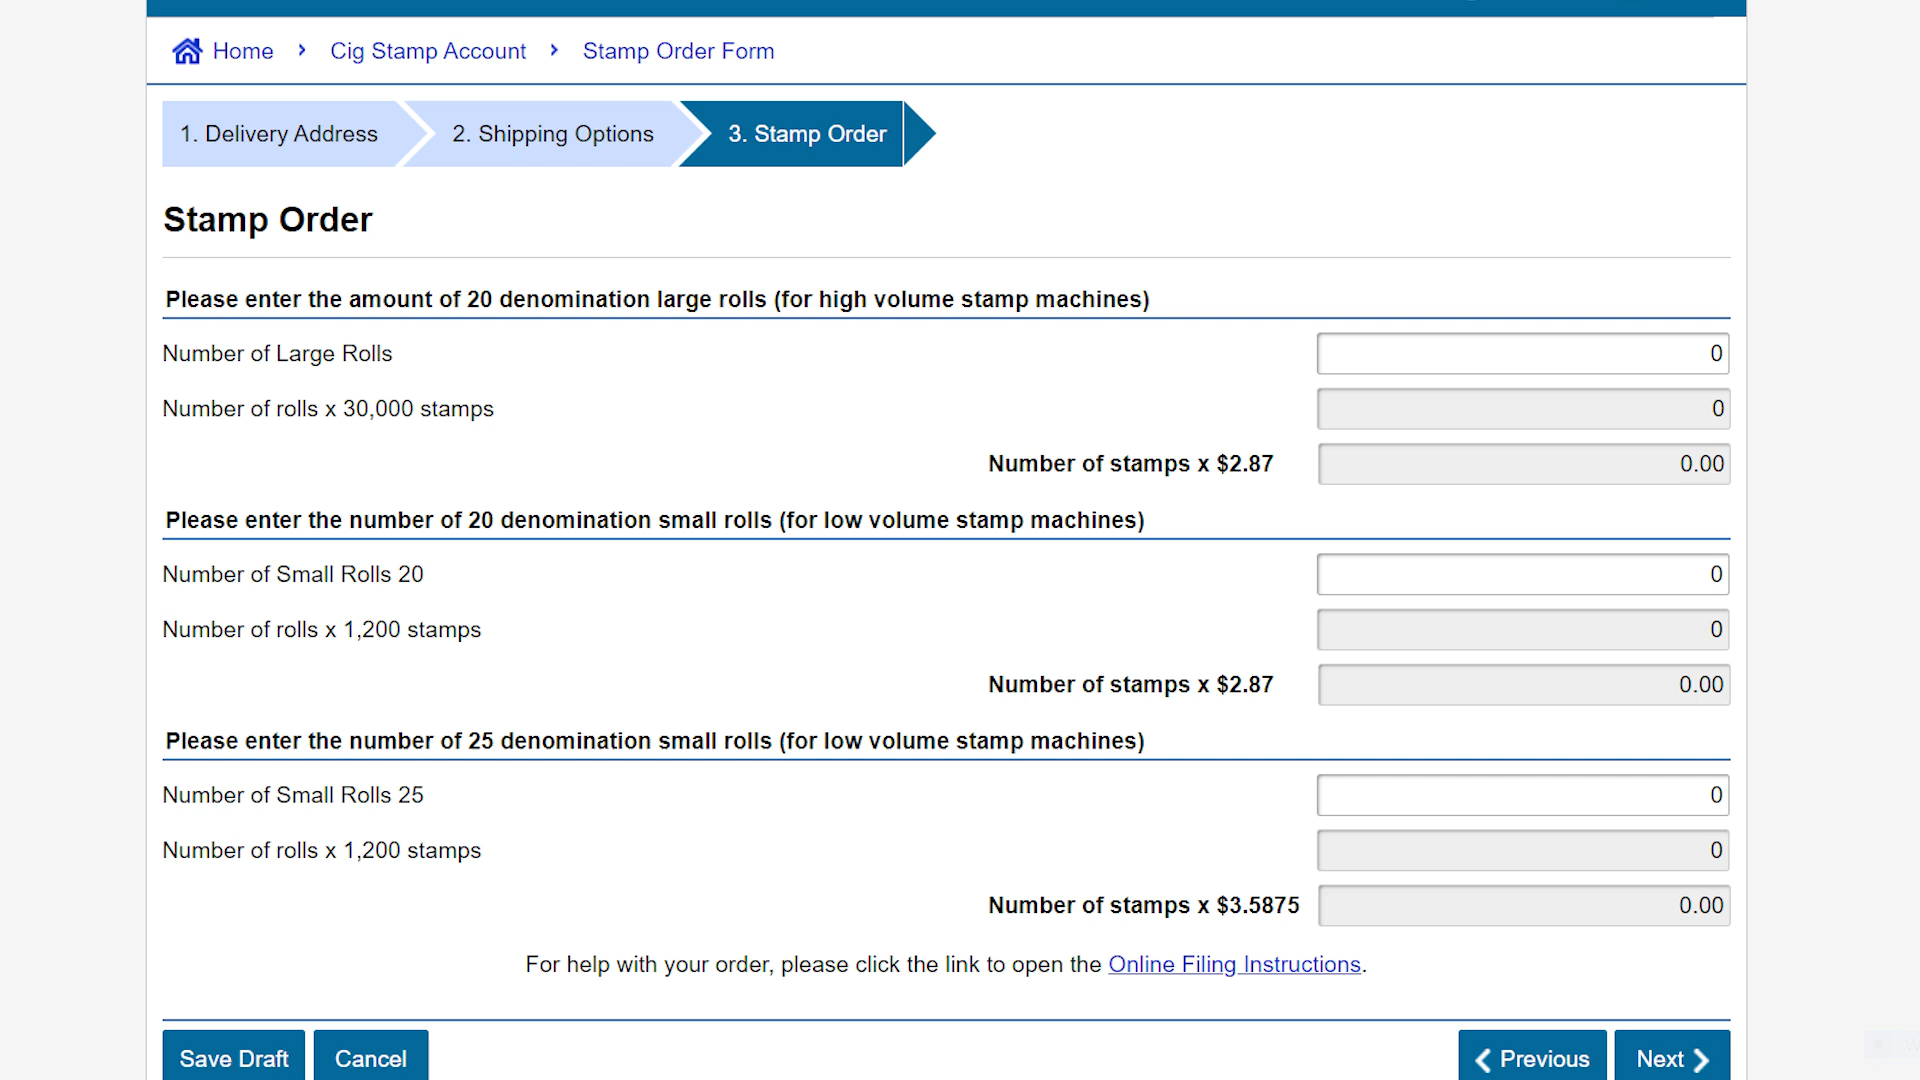 Home > Cig Stamp Account > Stamp Order Form
1. Delivery Address 2. Shipping Options 3. Stamp Order
Stamp Order
Please enter the amount of 20 denomination large rolls (for high volume stamp machines)
Number of Large Rolls 0
Number of rolls x 30,000 stamps 0
Number of stamps x $2.87 0.00
Please enter the number of 20 denomination small rolls (for low volume stamp machines)
Number of Small Rolls 20 0
Number of rolls x 1,200 stamps 0
Number of stamps x $2.87 0.00
Please enter the number of 25 denomination small rolls (for low volume stamp machines)
Number of Small Rolls 25 0
Number of rolls x 1,200 stamps 0
Number of stamps x $3.5875 0.00
For help with your order, please click the link to open the Online Filing Instructions.
Save Draft Cancel Previous Next